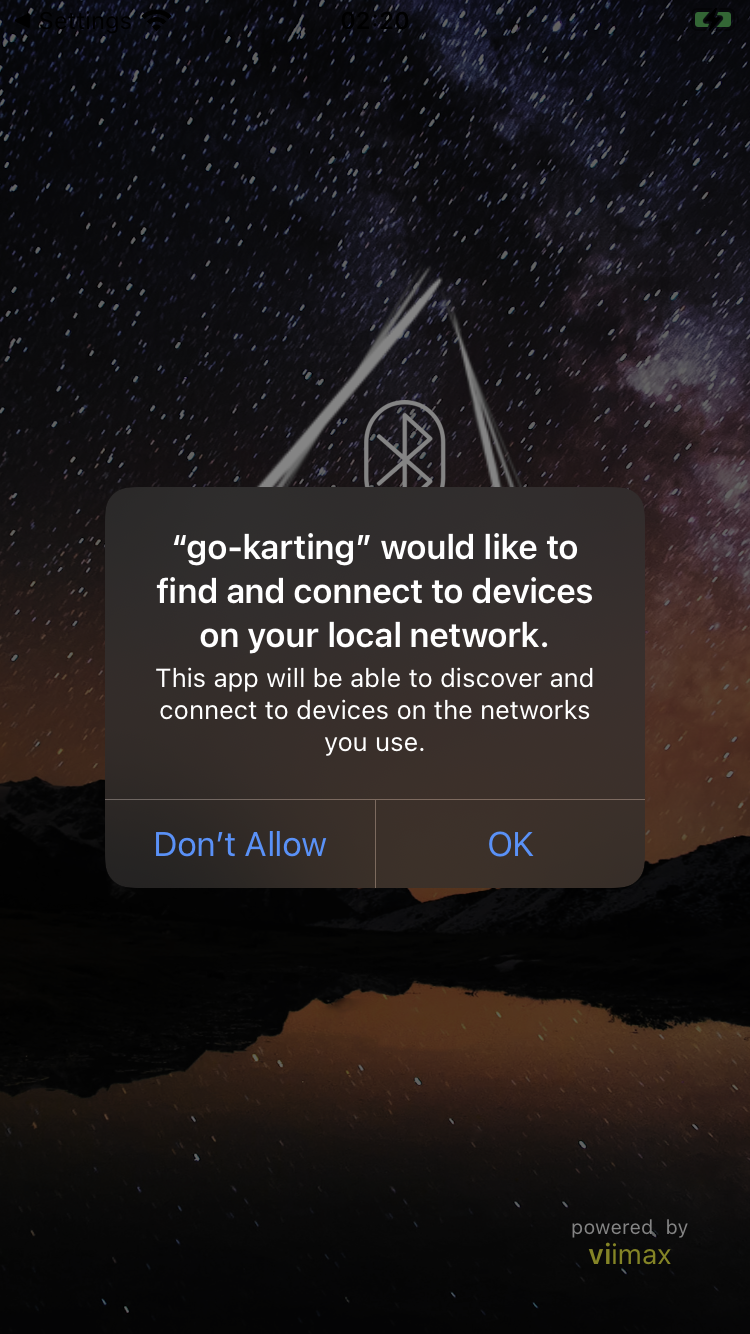 Settings
02:20
“go-karting” would like to
find and connect to devices
on your local network.
This app will be able to discover and
connect to devices on the networks
you use.
Don’t Allow
OK
powered by
viimax